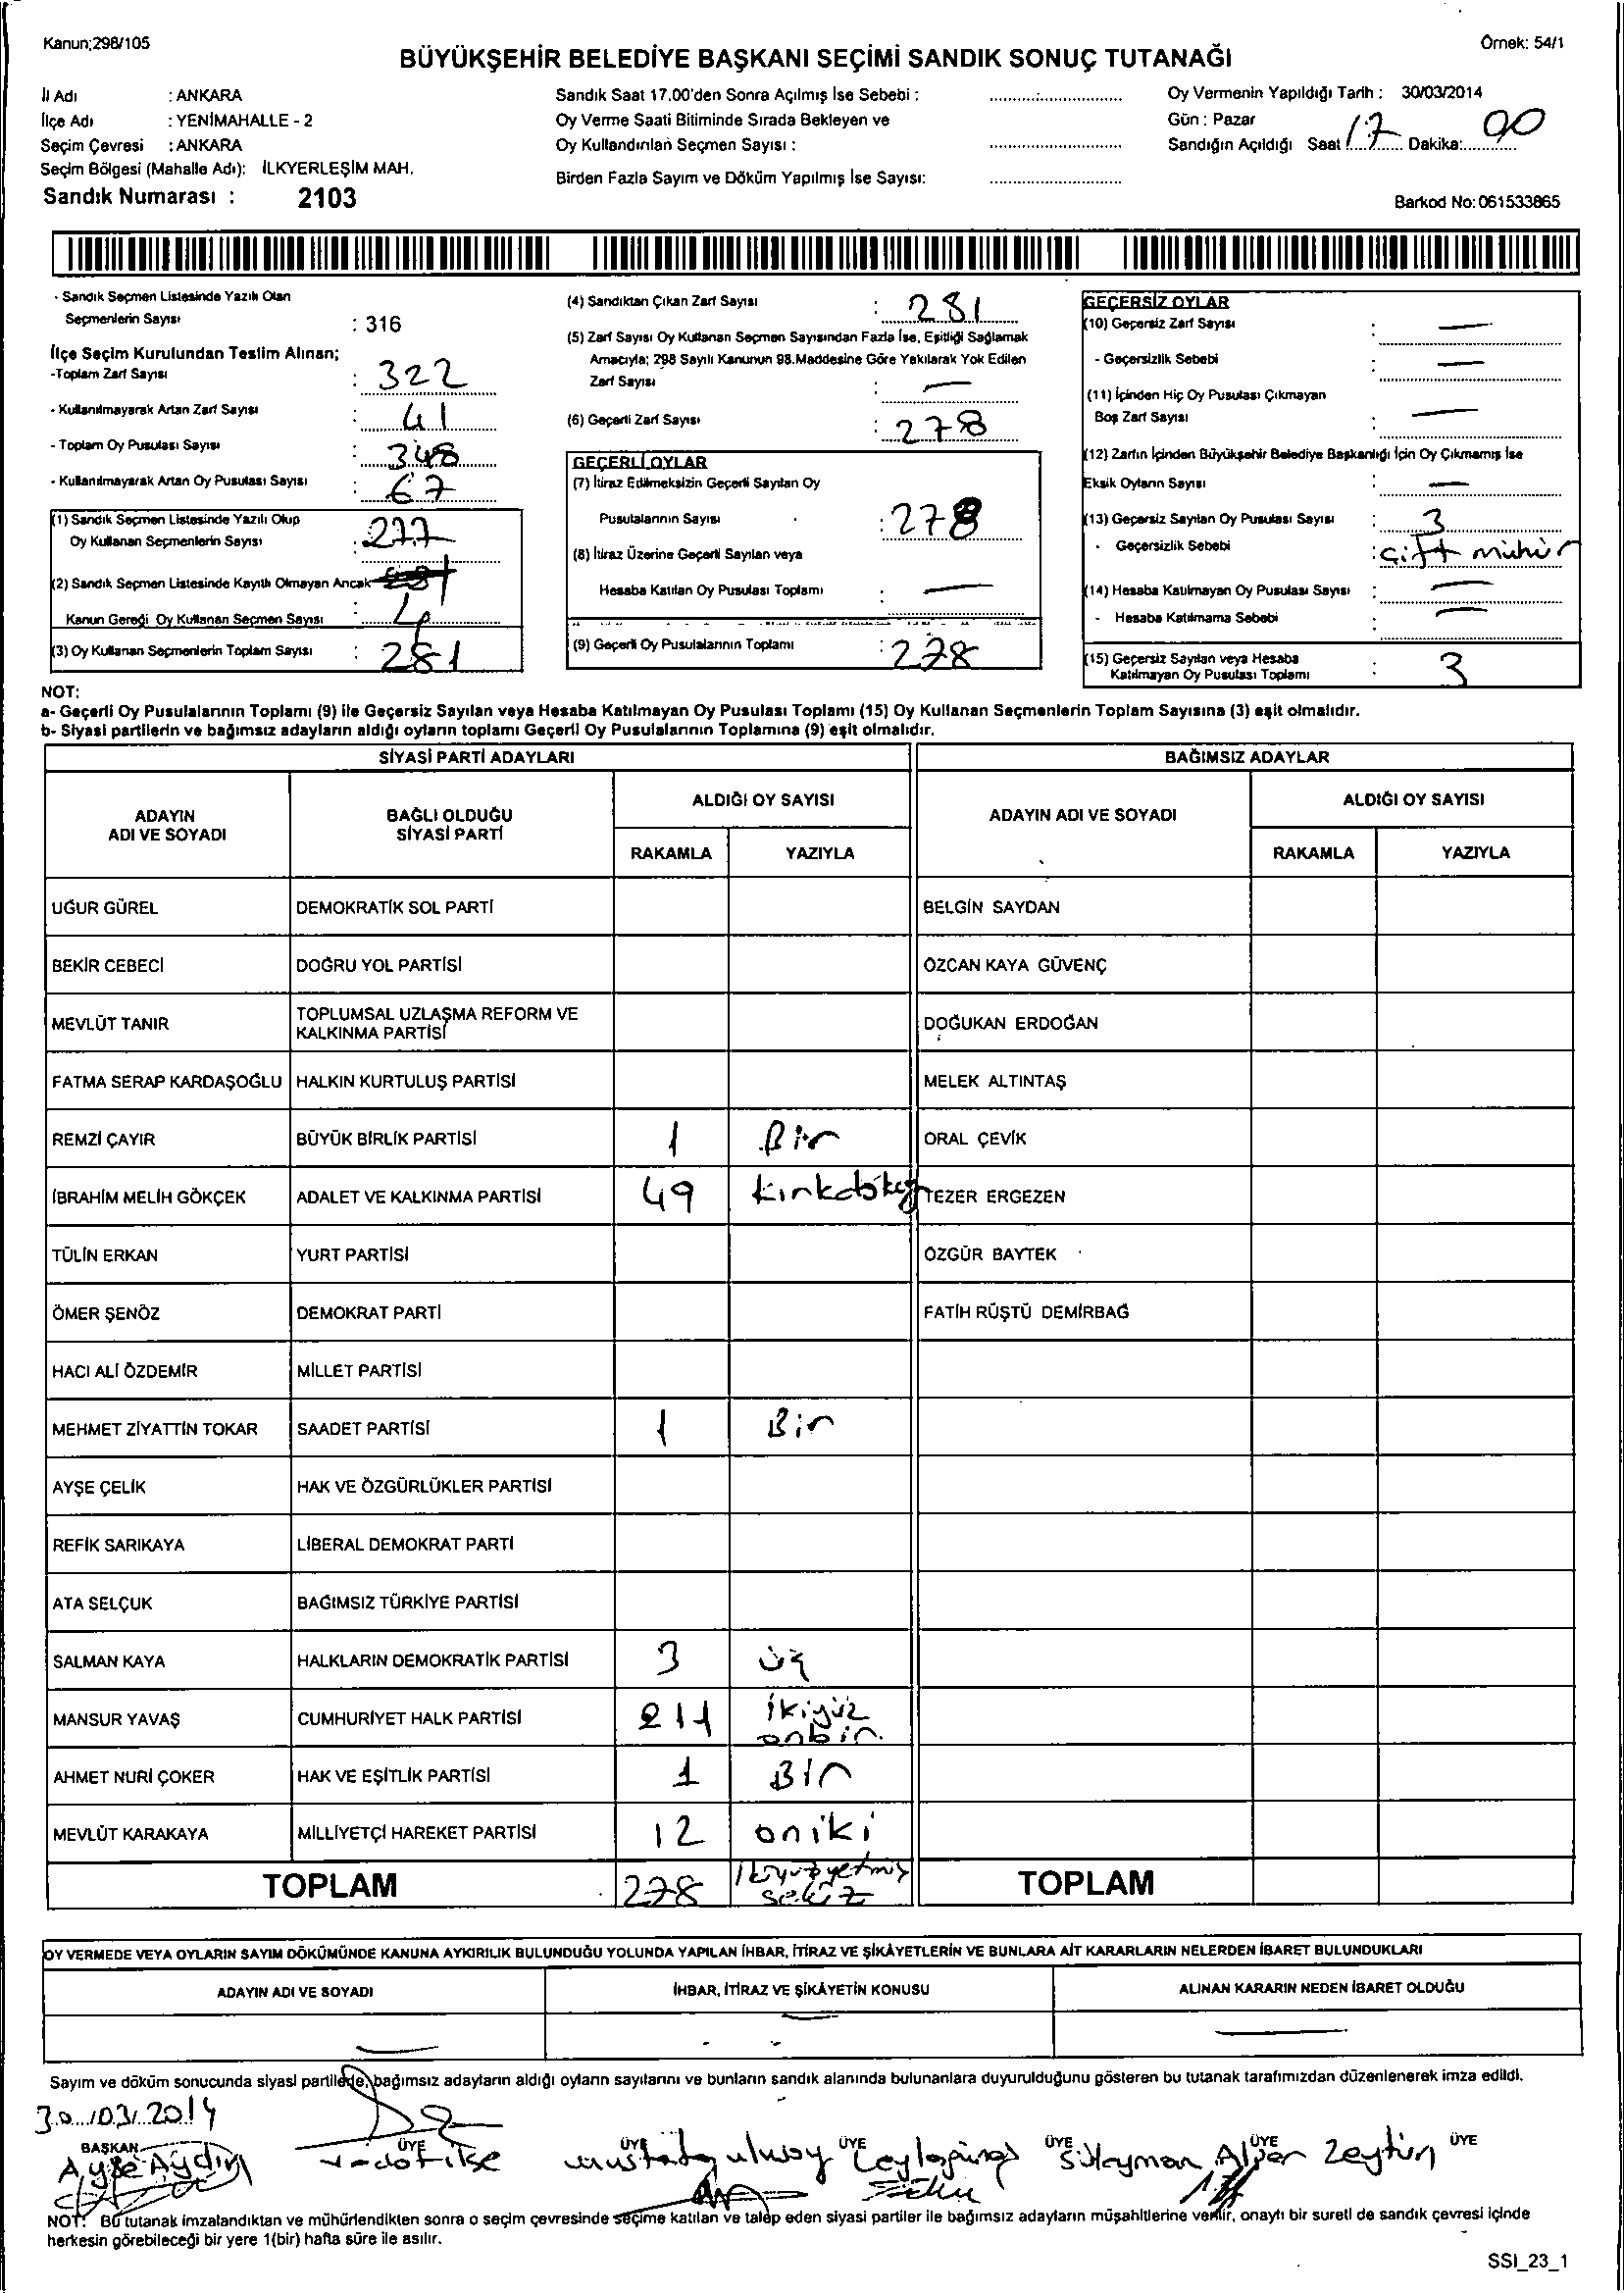 Kanun;298/105
Örnek: 54/1
BÜYÜKŞEHİR BELEDİYE BAŞKANI SEÇİMİ SANDIK SONUÇ TUTANAĞI
İl Adı : ANKARA
İlçe Adı : YENİMAHALLE - 2
Seçim Çevresi : ANKARA
Seçim Bölgesi (Mahalle Adı): İLKYERLEŞİM MAH.
Sandık Numarası : 2103
Sandık Saat 17.00'den Sonra Açılmış İse Sebebi :
Oy Verme Saati Bitiminde Sırada Bekleyen ve
Oy Kullandırılan Seçmen Sayısı :
Birden Fazla Sayım ve Döküm Yapılmış İse Sayısı:
Oy Vermenin Yapıldığı Tarih : 30/03/2014
Gün : Pazar
Sandığın Açıldığı Saat 17 Dakika: 00
Barkod No: 061533865
- Sandık Seçmen Listesinde Yazılı Olan
Seçmenlerin Sayısı : 316
İlçe Seçim Kurulundan Teslim Alınan;
-Toplam Zarf Sayısı : 322
- Kullanılmayarak Artan Zarf Sayısı : 41
- Toplam Oy Pusulası Sayısı : 348
- Kullanılmayarak Artan Oy Pusulası Sayısı : 67
(1) Sandık Seçmen Listesinde Yazılı Olup
Oy Kullanan Seçmenlerin Sayısı : 277
(2) Sandık Seçmen Listesinde Kayıtlı Olmayan Ancak
Kanun Gereği Oy Kullanan Seçmen Sayısı : 4
(3) Oy Kullanan Seçmenlerin Toplam Sayısı : 281
(4) Sandıktan Çıkan Zarf Sayısı : 281
(5) Zarf Sayısı Oy Kullanan Seçmen Sayısından Fazla İse, Eşitliği Sağlamak
Amacıyla; 298 Sayılı Kanunun 98.Maddesine Göre Yakılarak Yok Edilen
Zarf Sayısı : —
(6) Geçerli Zarf Sayısı : 278
GEÇERLİ OYLAR
(7) İtiraz Edilmeksizin Geçerli Sayılan Oy
Pusulalarının Sayısı : 278
(8) İtiraz Üzerine Geçerli Sayılan veya
Hesaba Katılan Oy Pusulası Toplamı : —
(9) Geçerli Oy Pusulalarının Toplamı : 278
GEÇERSİZ OYLAR
(10) Geçersiz Zarf Sayısı : —
- Geçersizlik Sebebi : —
(11) İçinden Hiç Oy Pusulası Çıkmayan
Boş Zarf Sayısı : —
(12) Zarfın İçinden Büyükşehir Belediye Başkanlığı İçin Oy Çıkmamış İse
Eksik Oyların Sayısı : —
(13) Geçersiz Sayılan Oy Pusulası Sayısı : 3
- Geçersizlik Sebebi : çift mühür
(14) Hesaba Katılmayan Oy Pusulası Sayısı : —
- Hesaba Katılmama Sebebi : —
(15) Geçersiz Sayılan veya Hesaba
Katılmayan Oy Pusulası Toplamı : 3
NOT:
a- Geçerli Oy Pusulalarının Toplamı (9) ile Geçersiz Sayılan veya Hesaba Katılmayan Oy Pusulası Toplamı (15) Oy Kullanan Seçmenlerin Toplam Sayısına (3) eşit olmalıdır.
b- Siyasi partilerin ve bağımsız adayların aldığı oyların toplamı Geçerli Oy Pusulalarının Toplamına (9) eşit olmalıdır.
SİYASİ PARTİ ADAYLARI
ADAYIN
ADI VE SOYADI
BAĞLI OLDUĞU
SİYASİ PARTİ
ALDIĞI OY SAYISI
RAKAMLA YAZIYLA
BAĞIMSIZ ADAYLAR
ADAYIN ADI VE SOYADI
ALDIĞI OY SAYISI
RAKAMLA YAZIYLA
UĞUR GÜREL DEMOKRATİK SOL PARTİ BELGİN SAYDAN
BEKİR CEBECİ DOĞRU YOL PARTİSİ ÖZCAN KAYA GÜVENÇ
MEVLÜT TANIR TOPLUMSAL UZLAŞMA REFORM VE
KALKINMA PARTİSİ DOĞUKAN ERDOĞAN
FATMA SERAP KARDAŞOĞLU HALKIN KURTULUŞ PARTİSİ MELEK ALTINTAŞ
REMZİ ÇAYIR BÜYÜK BİRLİK PARTİSİ 1 Bir ORAL ÇEVİK
İBRAHİM MELİH GÖKÇEK ADALET VE KALKINMA PARTİSİ 49 TEZER ERGEZEN
TÜLİN ERKAN YURT PARTİSİ ÖZGÜR BAYTEK
ÖMER ŞENÖZ DEMOKRAT PARTİ FATİH RÜŞTÜ DEMİRBAĞ
HACI ALİ ÖZDEMİR MİLLET PARTİSİ
MEHMET ZİYATTİN TOKAR SAADET PARTİSİ 1 Bir
AYŞE ÇELİK HAK VE ÖZGÜRLÜKLER PARTİSİ
REFİK SARIKAYA LİBERAL DEMOKRAT PARTİ
ATA SELÇUK BAĞIMSIZ TÜRKİYE PARTİSİ
SALMAN KAYA HALKLARIN DEMOKRATİK PARTİSİ 3 üç
MANSUR YAVAŞ CUMHURİYET HALK PARTİSİ 211 ikiyüz
onbir.
AHMET NURİ ÇOKER HAK VE EŞİTLİK PARTİSİ 1 Bir
MEVLÜT KARAKAYA MİLLİYETÇİ HAREKET PARTİSİ 12 oniki
TOPLAM 278 İkiyüzyetmiş
sekiz TOPLAM
OY VERMEDE VEYA OYLARIN SAYIM DÖKÜMÜNDE KANUNA AYKIRILIK BULUNDUĞU YOLUNDA YAPILAN İHBAR, İTİRAZ VE ŞİKÂYETLERİN VE BUNLARA AİT KARARLARIN NELERDEN İBARET BULUNDUKLARI
ADAYIN ADI VE SOYADI İHBAR, İTİRAZ VE ŞİKÂYETİN KONUSU ALINAN KARARIN NEDEN İBARET OLDUĞU
Sayım ve döküm sonucunda siyasi partilerle, bağımsız adayların aldığı oyların sayılarını ve bunların sandık alanında bulunanlara duyurulduğunu gösteren bu tutanak tarafımızdan düzenlenerek imza edildi.
30/03/2014
BAŞKAN ÜYE ÜYE ÜYE ÜYE ÜYE ÜYE
Ayşe Aydın Mustafa ulusoy Süleyman Alper Zeytün
NOT: Bu tutanak imzalandıktan ve mühürlendikten sonra o seçim çevresinde seçime katılan ve talep eden siyasi partiler ile bağımsız adayların müşahitlerine verilir, onaylı bir sureti de sandık çevresi içinde
herkesin görebileceği bir yere 1(bir) hafta süre ile asılır.
SSI_23_1